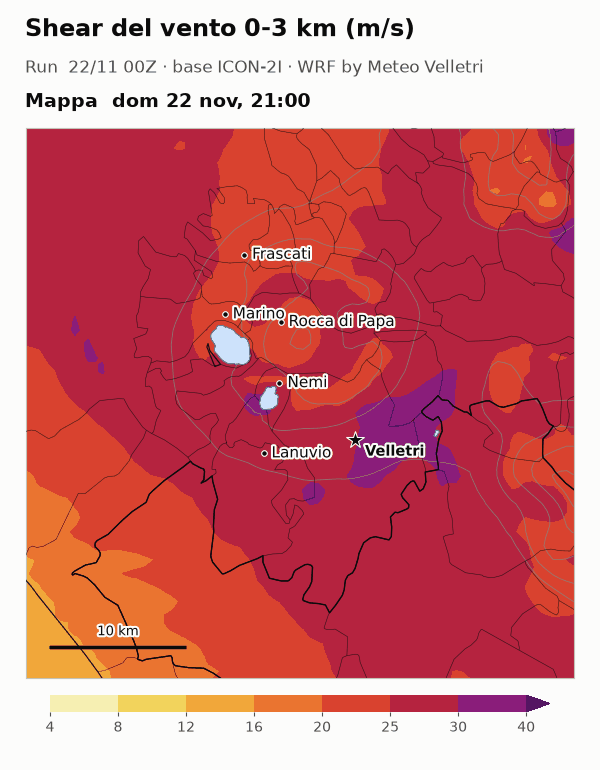 Shear del vento 0-3 km (m/s)
Run  22/11 00Z · base ICON-2I · WRF by Meteo Velletri
Mappa  dom 22 nov, 21:00
Frascati
Marino
Rocca di Papa
Nemi
Lanuvio
Velletri
10 km
4 8 12 16 20 25 30 40